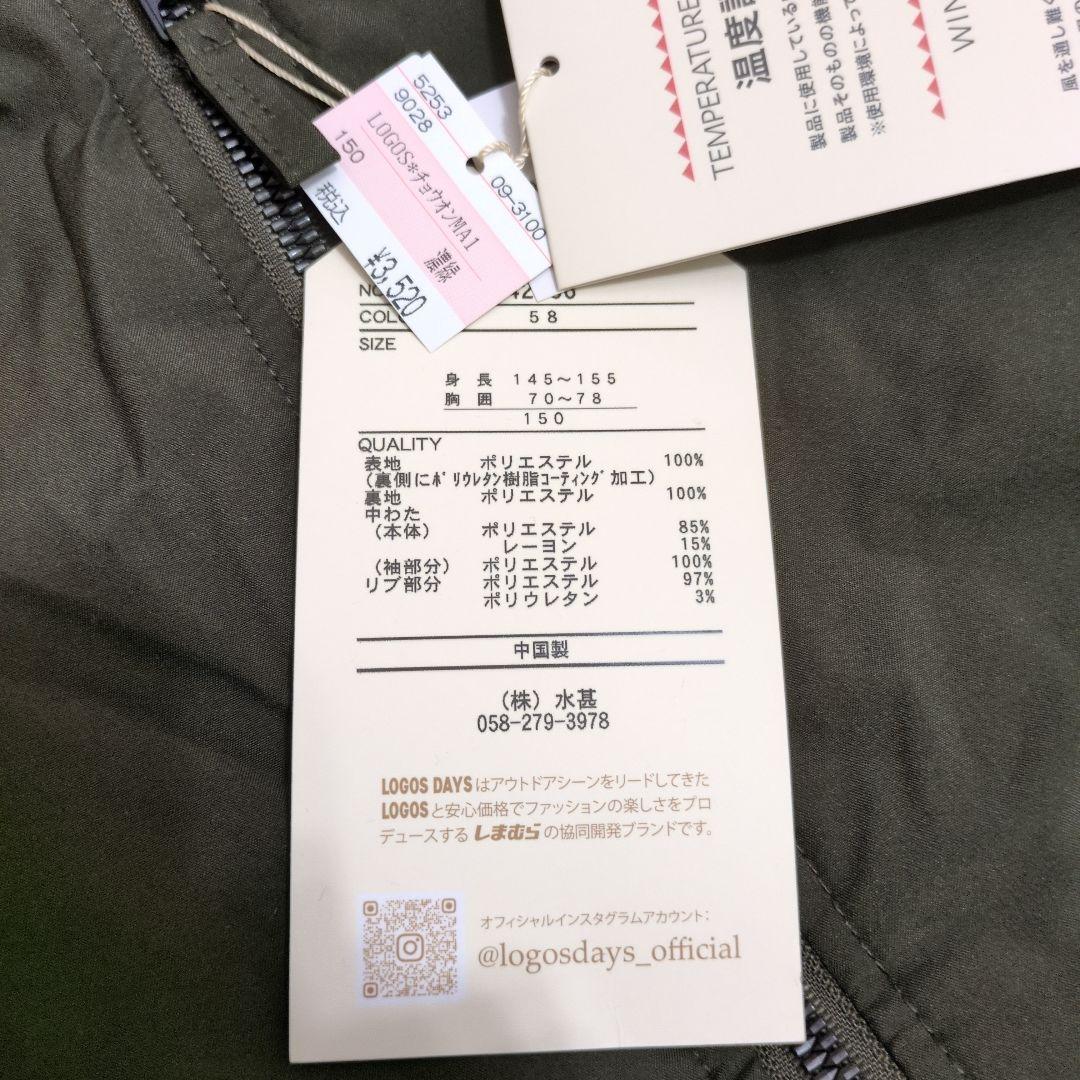 5253
9028
LOGOS*チョウオンMA1
150
濃緑
税込
¥3,520
09-3100
TEMPERATURE
製品に使用している
製品そのものの機
※使用環境によって
WIN
風を通し難く
NO
COL
58
SIZE
身長 145～155
胸囲 70～78
150
QUALITY
表地 ポリエステル 100%
(裏側にポリウレタン樹脂コーティング加工)
裏地 ポリエステル 100%
中わた
(本体) ポリエステル 85%
レーヨン 15%
(袖部分) ポリエステル 100%
リブ部分 ポリエステル 97%
ポリウレタン 3%
中国製
(株) 水甚
058-279-3978
LOGOS DAYSはアウトドアシーンをリードしてきた
LOGOSと安心価格でファッションの楽しさをプロ
デュースするしまむらの協同開発ブランドです。
オフィシャルインスタグラムアカウント:
@logosdays_official